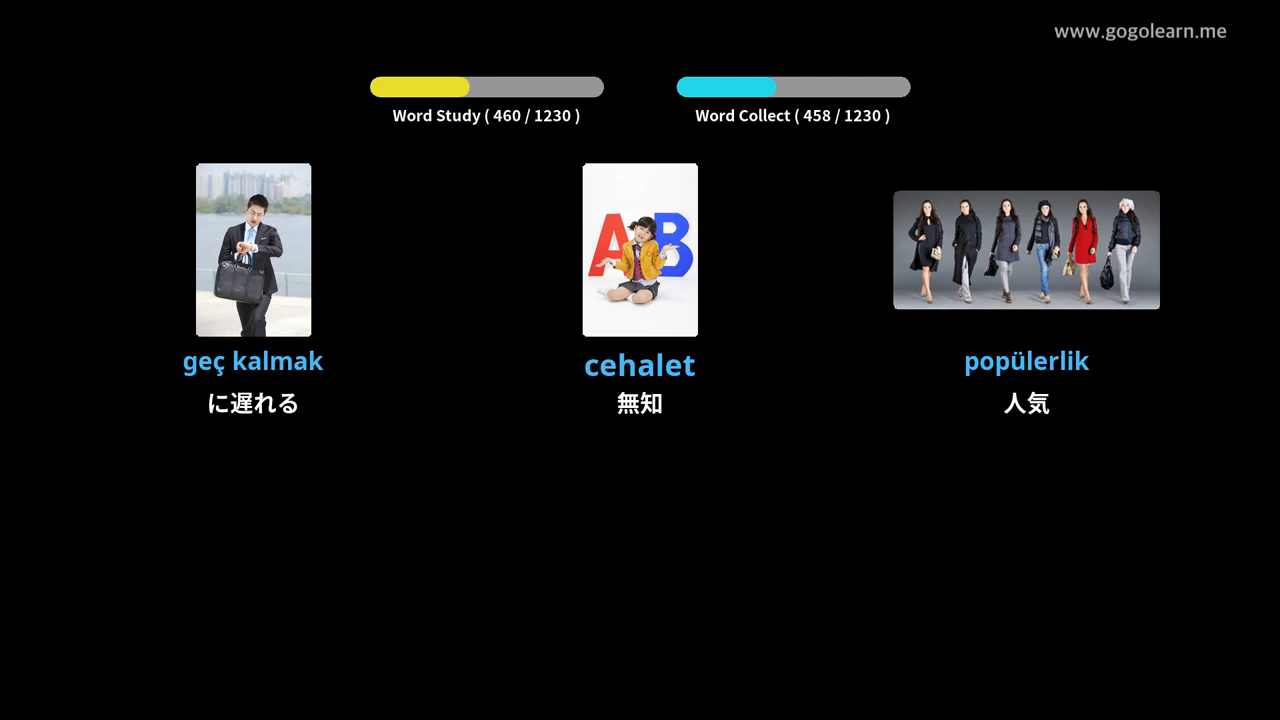 www.gogolearn.me
Word Study ( 460 / 1230 )
Word Collect ( 458 / 1230 )
geç kalmak
に遅れる
cehalet
無知
popülerlik
人気